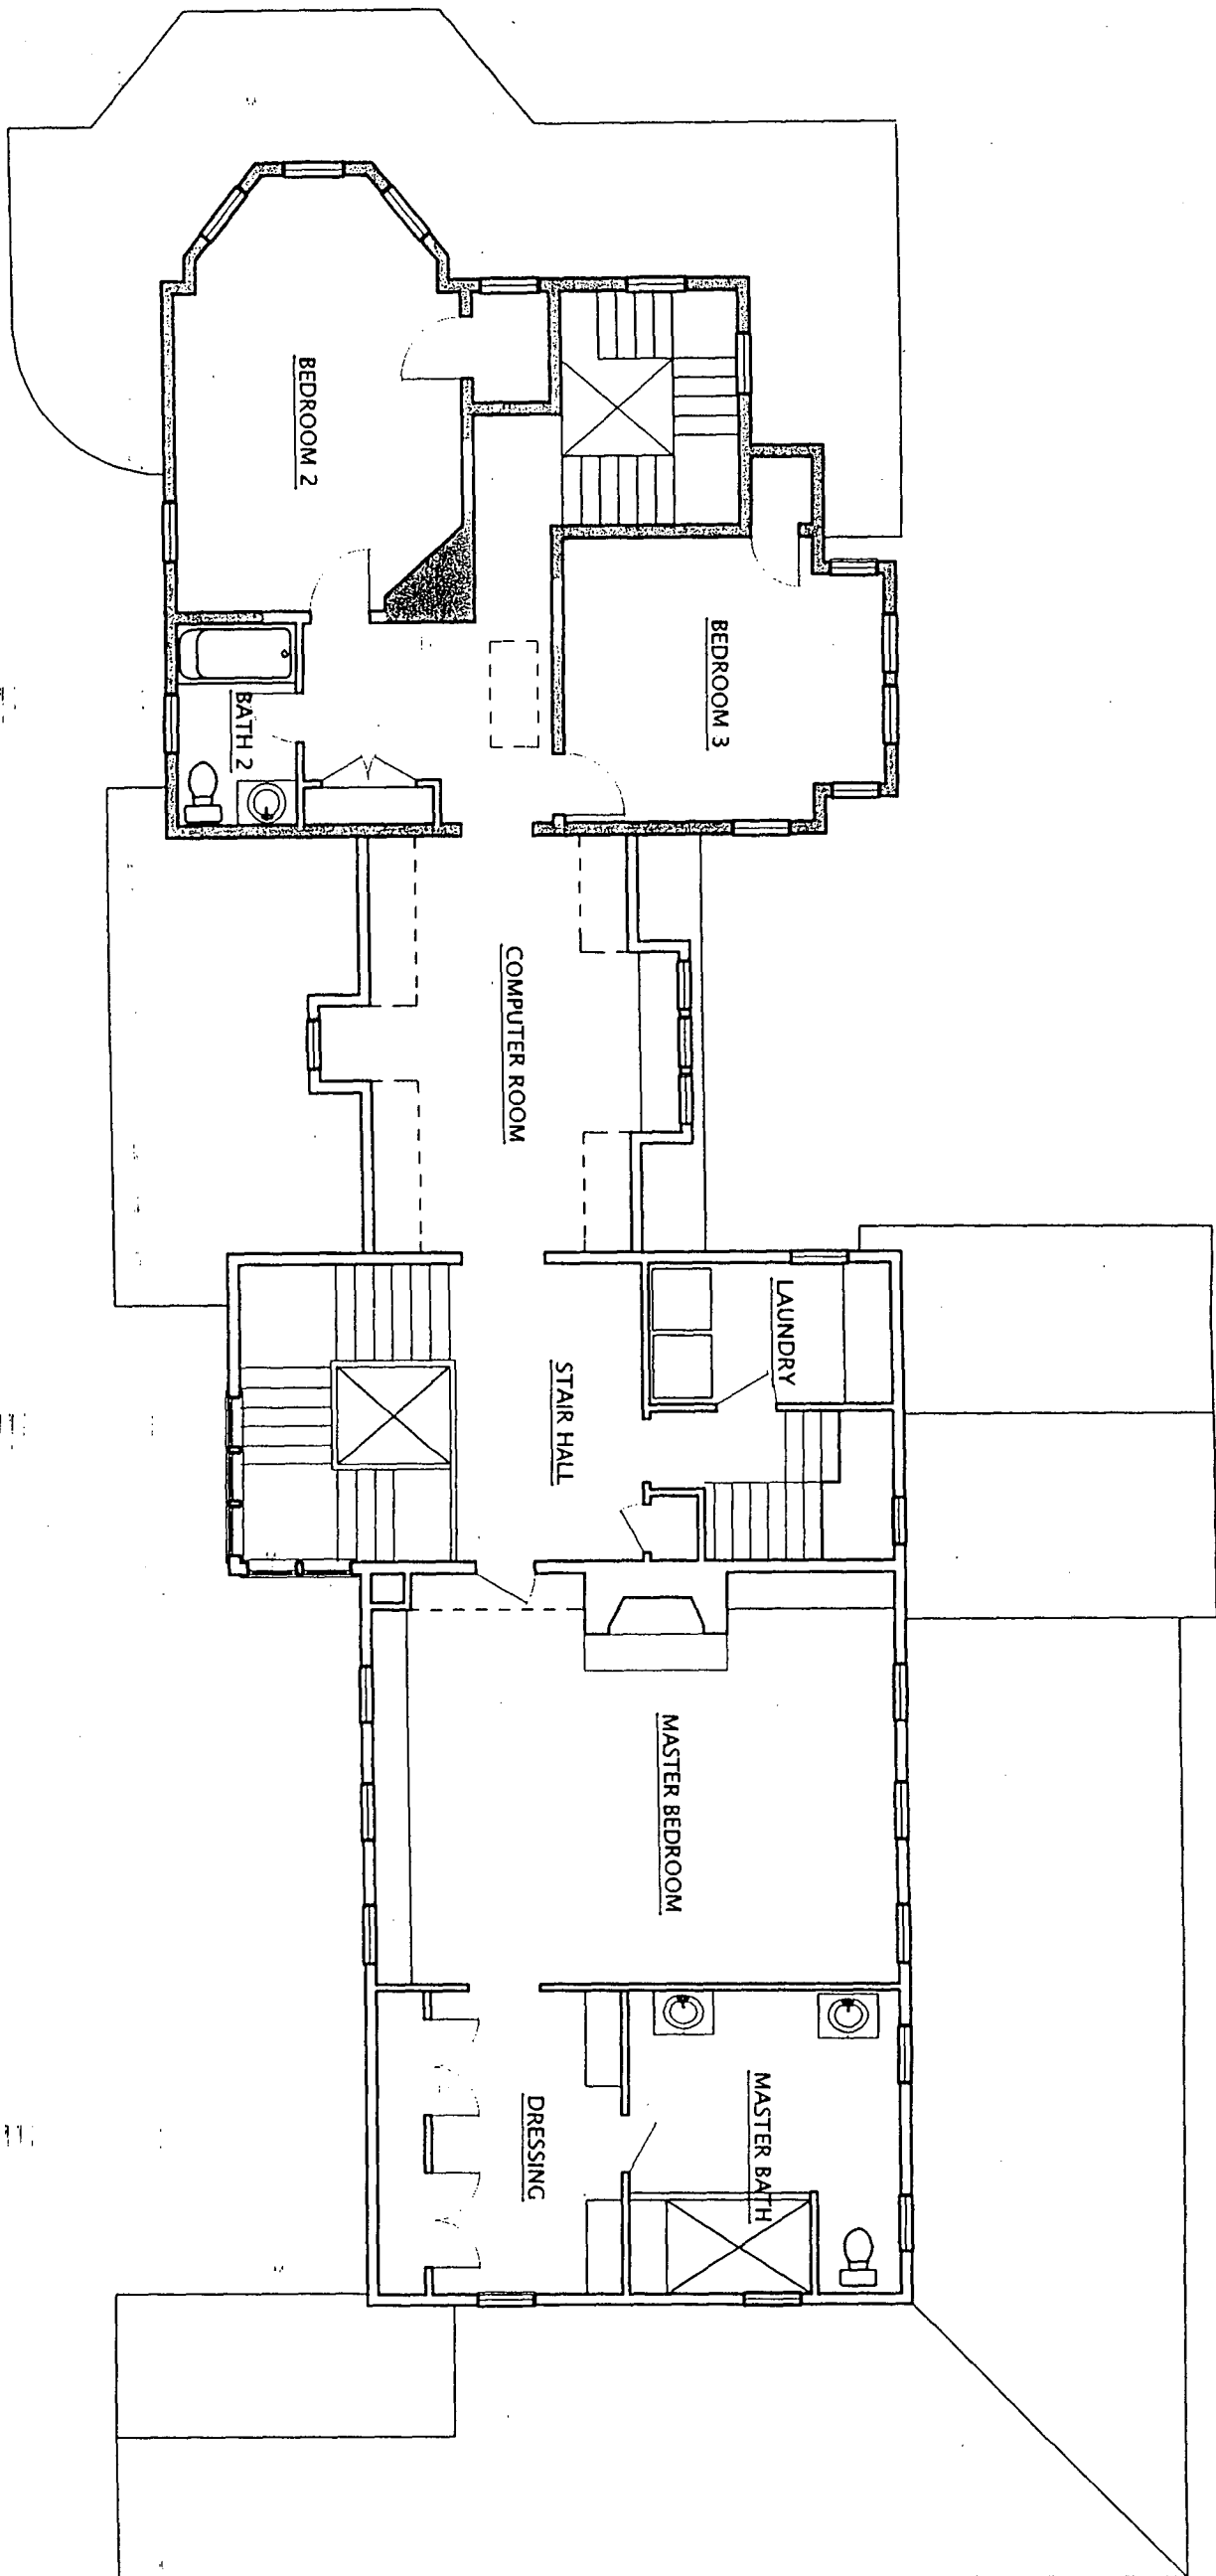 BEDROOM 2
BEDROOM 3
BATH 2
COMPUTER ROOM
LAUNDRY
STAIR HALL
MASTER BEDROOM
MASTER BATH
DRESSING